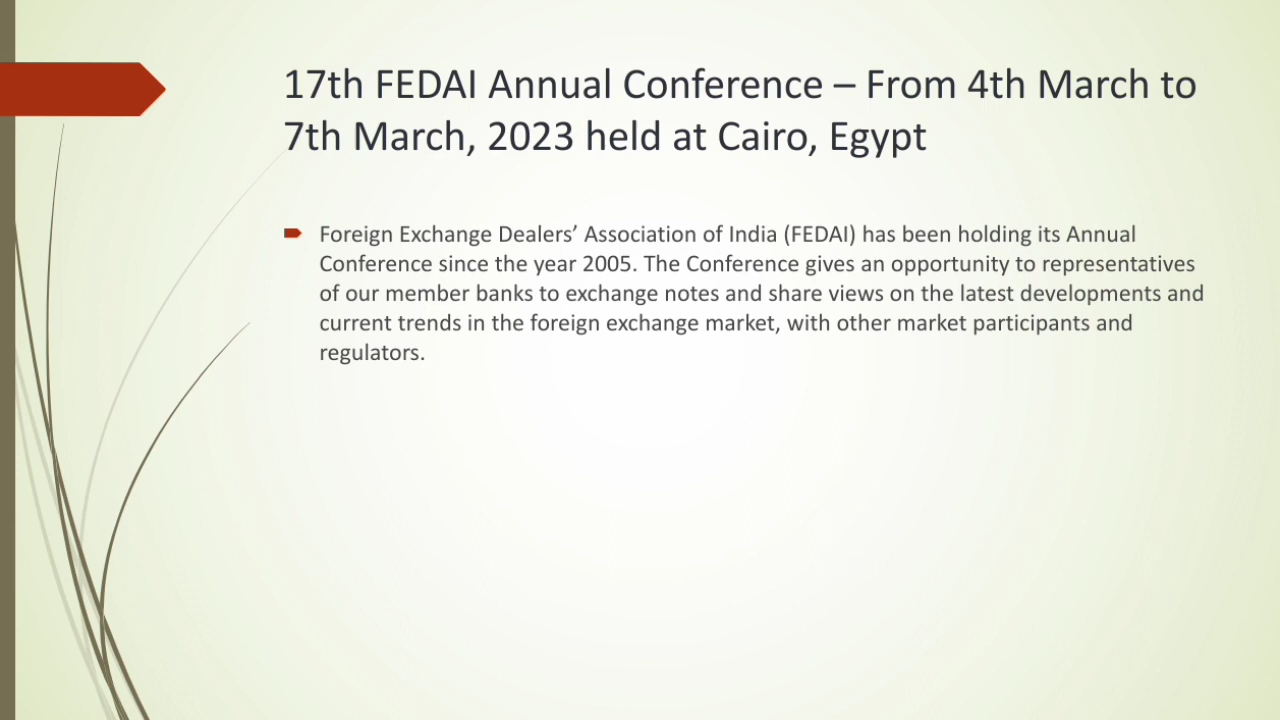 17th FEDAI Annual Conference – From 4th March to
7th March, 2023 held at Cairo, Egypt
Foreign Exchange Dealers’ Association of India (FEDAI) has been holding its Annual
Conference since the year 2005. The Conference gives an opportunity to representatives
of our member banks to exchange notes and share views on the latest developments and
current trends in the foreign exchange market, with other market participants and
regulators.